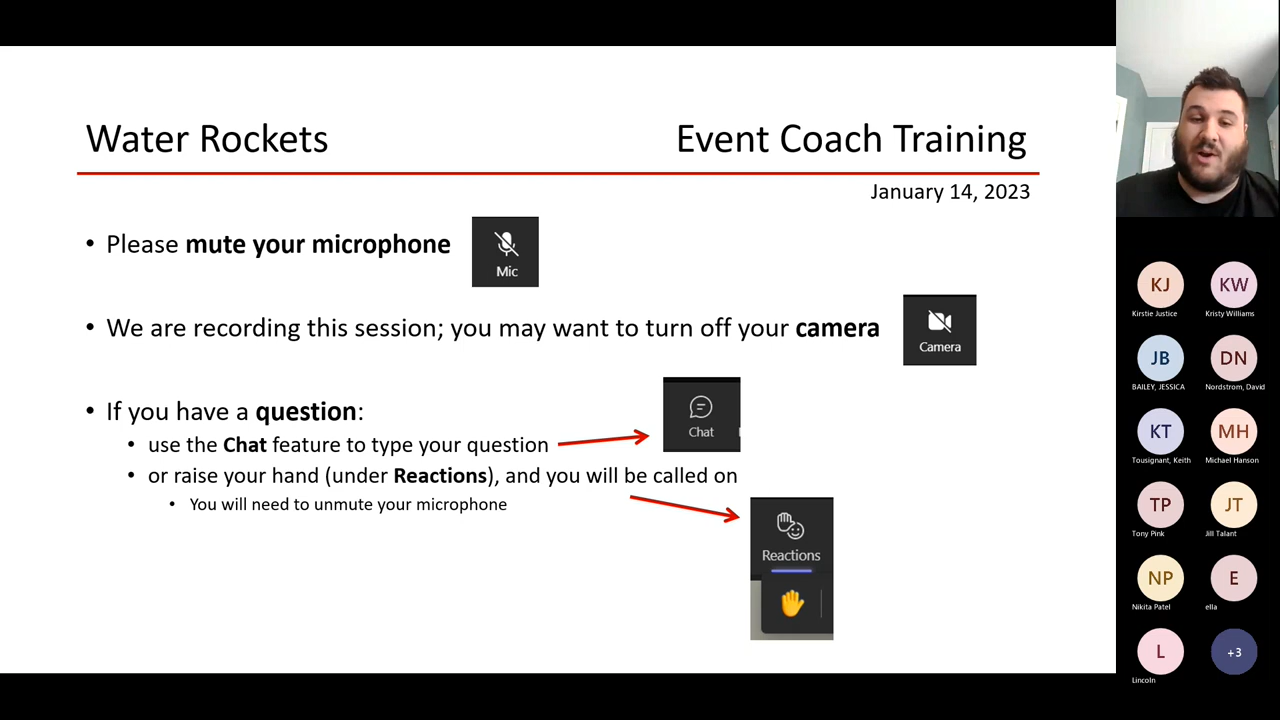 Water Rockets
Event Coach Training
January 14, 2023
• Please mute your microphone
Mic
• We are recording this session; you may want to turn off your camera
Camera
• If you have a question:
Chat
• use the Chat feature to type your question
• or raise your hand (under Reactions), and you will be called on
• You will need to unmute your microphone
Reactions
KJ
Kirstie Justice
KW
Kristy Williams
JB
BAILEY, JESSICA
DN
Nordstrom, David
KT
Tousignant, Keith
MH
Michael Hanson
TP
Tony Pink
JT
Jill Talant
NP
Nikita Patel
E
ella
L
Lincoln
+3